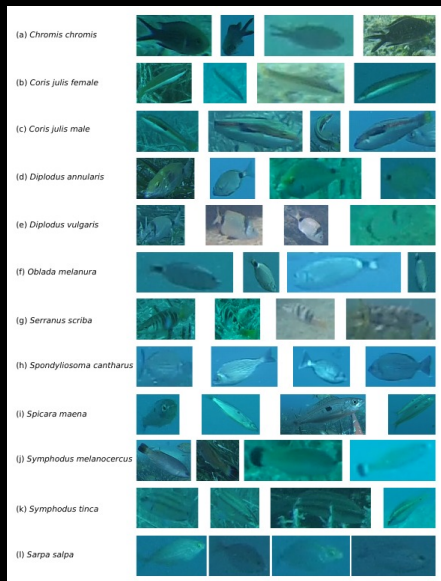 (a) Chromis chromis
(b) Coris julis female
(c) Coris julis male
(d) Diplodus annularis
(e) Diplodus vulgaris
(f) Oblada melanura
(g) Serranus scriba
(h) Spondyliosoma cantharus
(i) Spicara maena
(j) Symphodus melanocercus
(k) Symphodus tinca
(l) Sarpa salpa